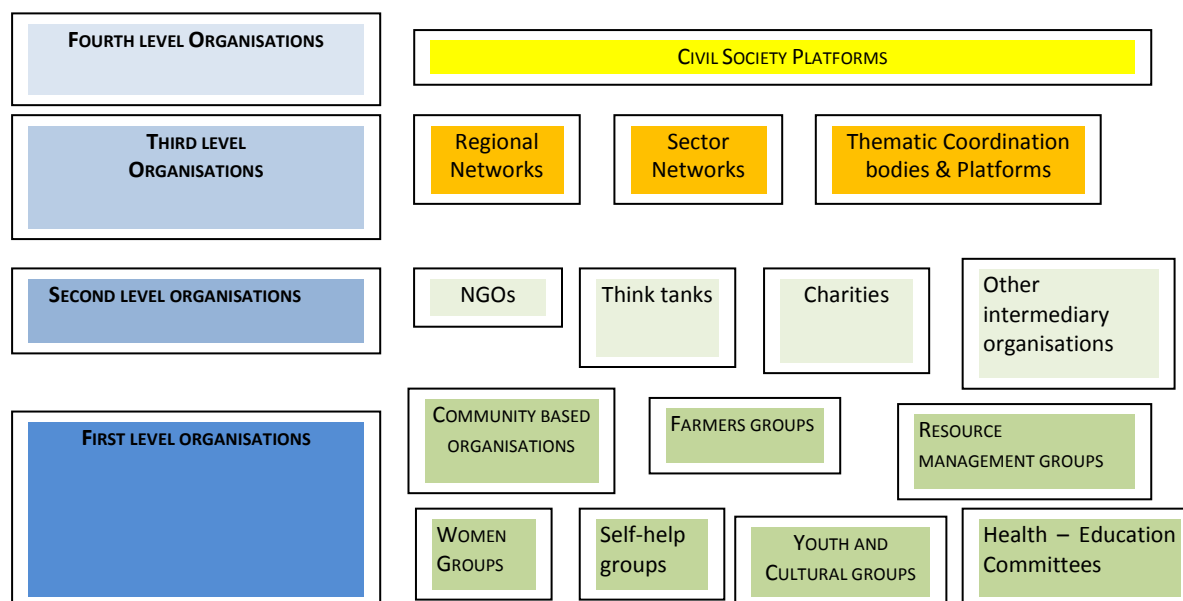 FOURTH LEVEL ORGANISATIONS
CIVIL SOCIETY PLATFORMS
THIRD LEVEL
ORGANISATIONS
Regional
Networks
Sector
Networks
Thematic Coordination
bodies & Platforms
SECOND LEVEL ORGANISATIONS
NGOs
Think tanks
Charities
Other
intermediary
organisations
FIRST LEVEL ORGANISATIONS
COMMUNITY BASED
ORGANISATIONS
FARMERS GROUPS
RESOURCE
MANAGEMENT GROUPS
WOMEN
GROUPS
Self-help
groups
YOUTH AND
CULTURAL GROUPS
Health – Education
Committees